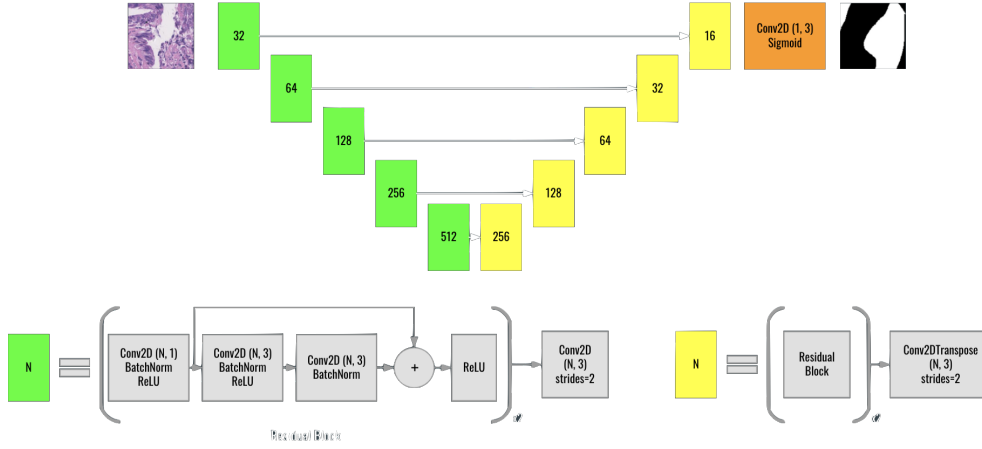 32
16
Conv2D (1, 3)
Sigmoid
64
32
128
64
256
128
512
256
N
Conv2D (N, 1)
BatchNorm
ReLU
Conv2D (N, 3)
BatchNorm
ReLU
Conv2D (N, 3)
BatchNorm
+
ReLU
Conv2D
(N, 3)
strides=2
N
Residual
Block
Conv2DTranspose
(N, 3)
strides=2
Residual Block